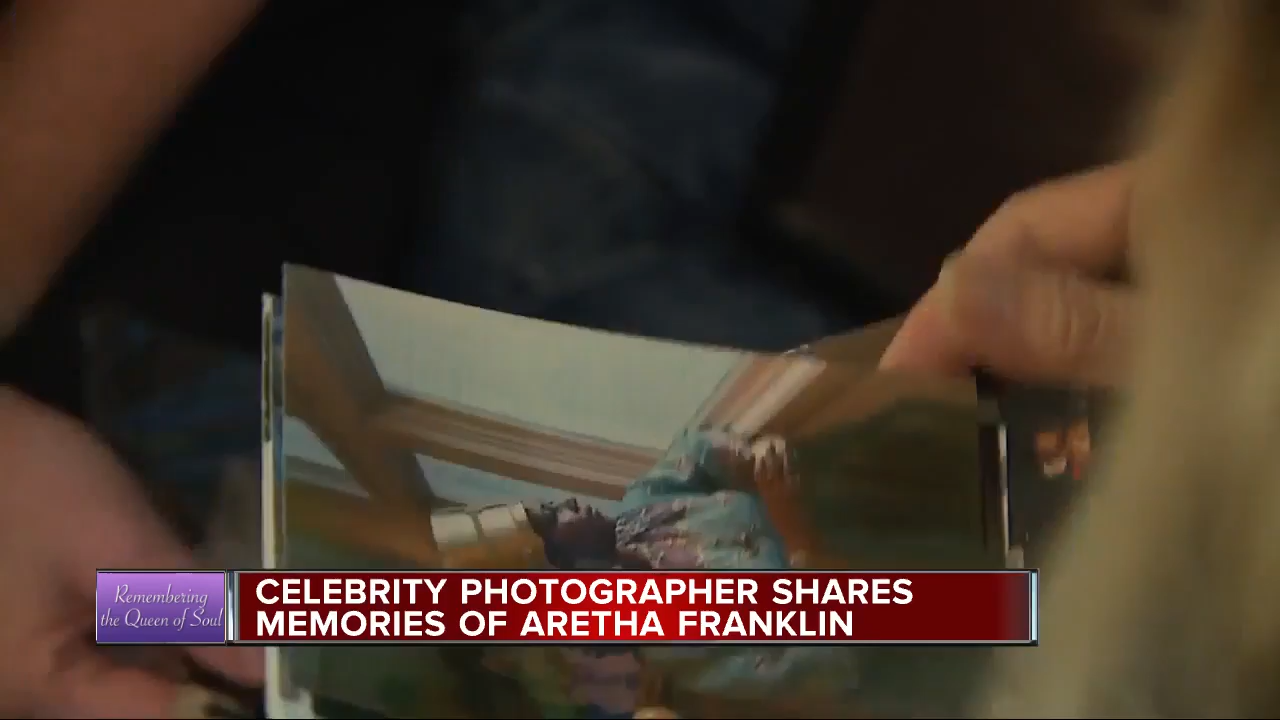 Remembering
the Queen of Soul
CELEBRITY PHOTOGRAPHER SHARES
MEMORIES OF ARETHA FRANKLIN